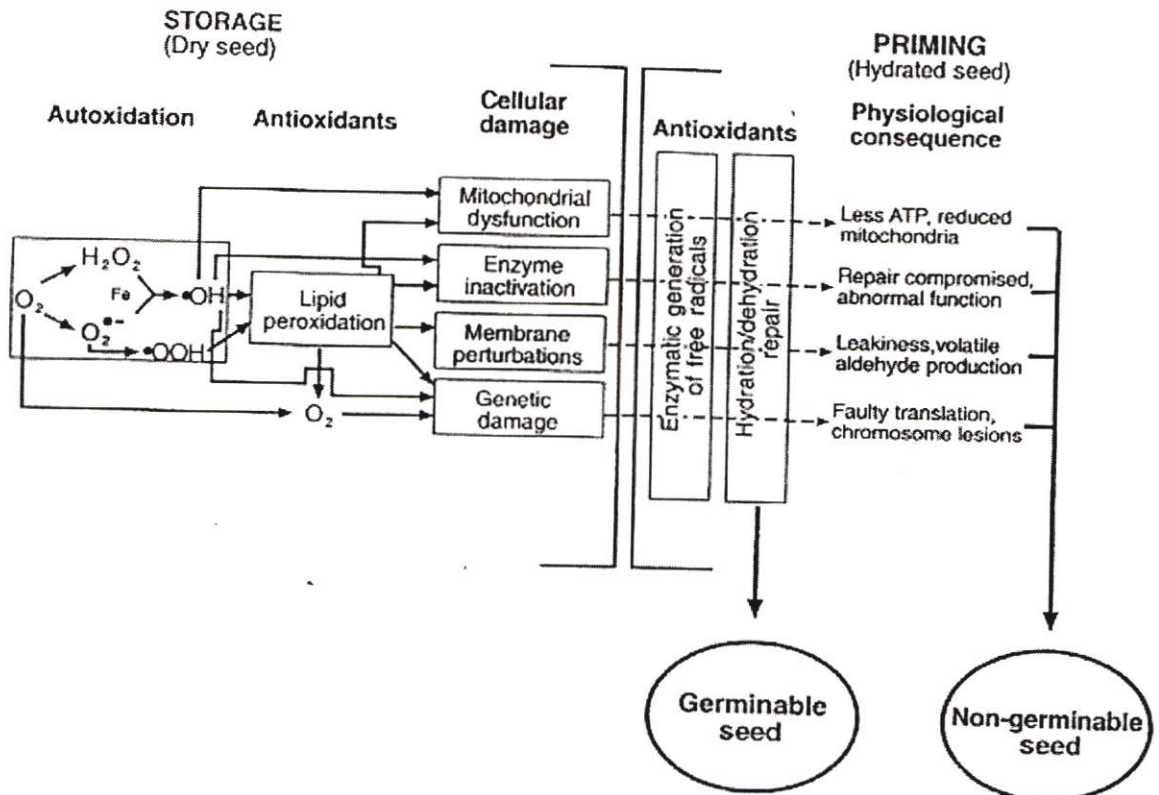 STORAGE
(Dry seed)
Autoxidation
Antioxidants
Cellular
damage
H₂O₂
O₂
Fe
•OH
O₂•−
•OOH
Lipid
peroxidation
O₂
Mitochondrial
dysfunction
Enzyme
inactivation
Membrane
perturbations
Genetic
damage
PRIMING
(Hydrated seed)
Antioxidants
Physiological
consequence
Enzymatic generation
of free radicals
Hydration/dehydration
repair
Less ATP, reduced
mitochondria
Repair compromised,
abnormal function
Leakiness,volatile
aldehyde production
Faulty translation,
chromosome lesions
Germinable
seed
Non-germinable
seed